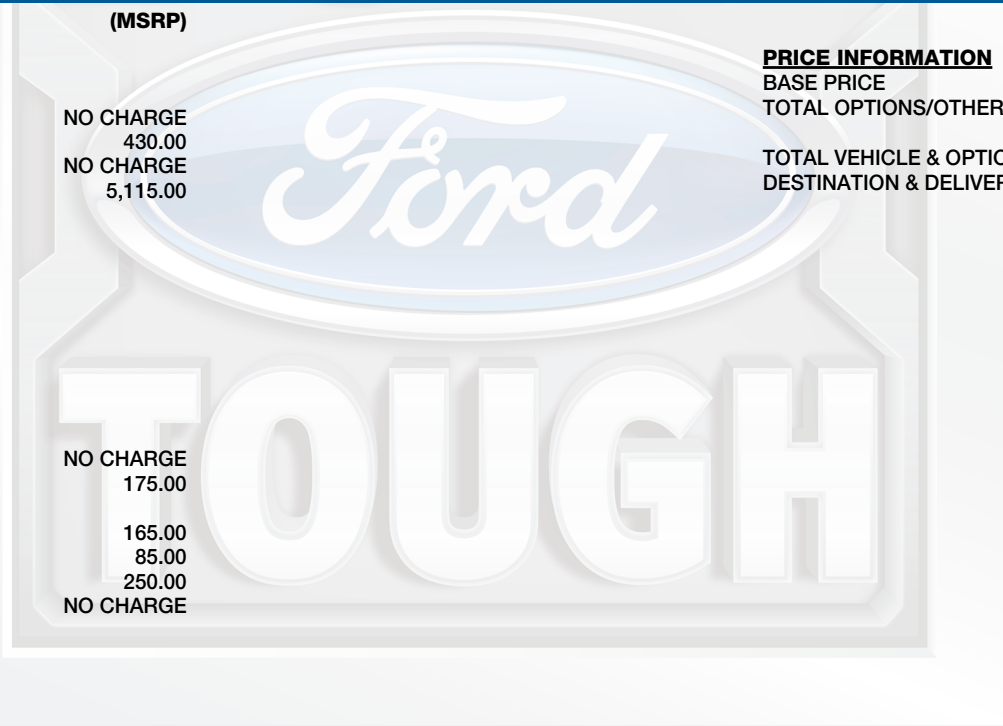 (MSRP)
NO CHARGE
430.00
NO CHARGE
5,115.00
NO CHARGE
175.00
165.00
85.00
250.00
NO CHARGE
PRICE INFORMATION
BASE PRICE
TOTAL OPTIONS/OTHER
TOTAL VEHICLE & OPTIO
DESTINATION & DELIVER
Ford
TOUGH